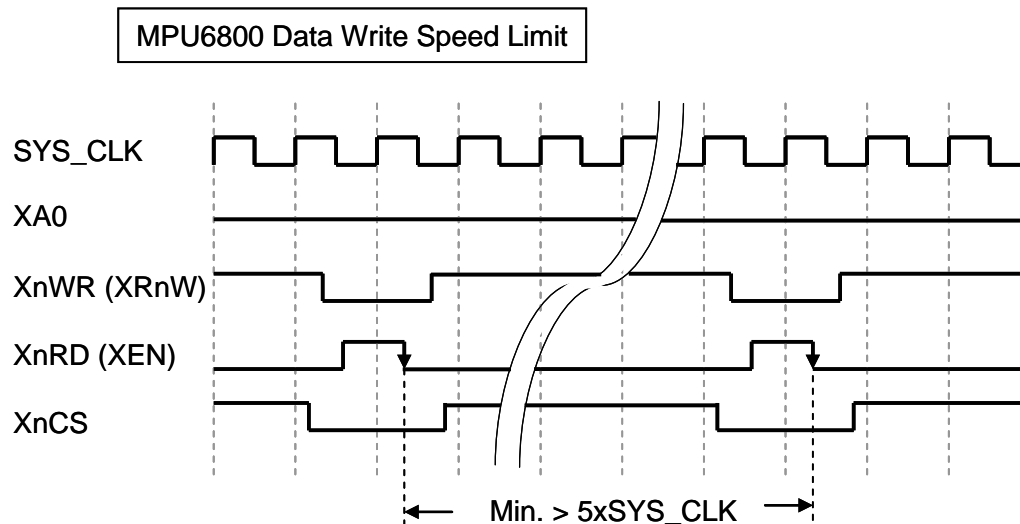 MPU6800 Data Write Speed Limit
SYS_CLK
XA0
XnWR (XRnW)
XnRD (XEN)
XnCS
Min. > 5xSYS_CLK